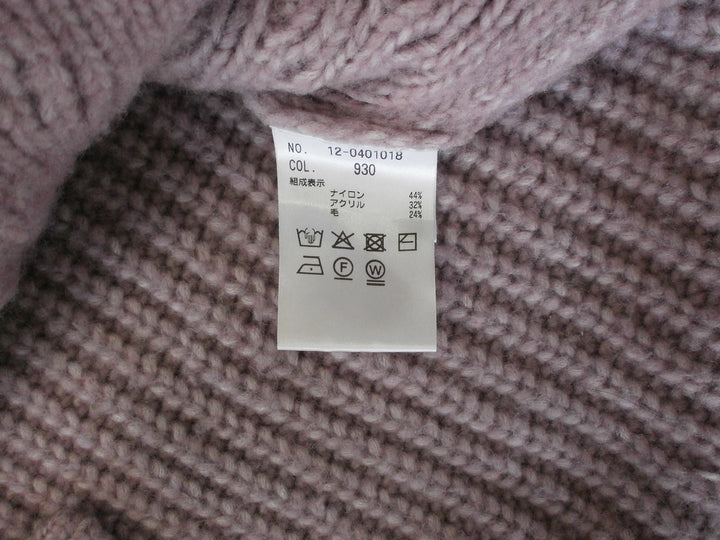 NO. 12-0401018
COL. 930
組成表示
ナイロン 44%
アクリル 32%
毛 24%
F W